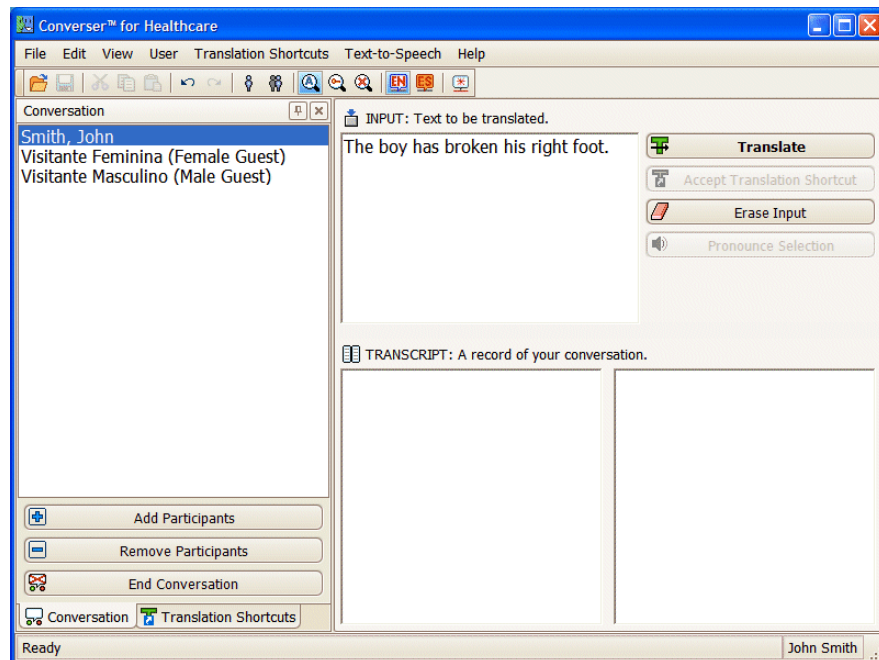 Converser™ for Healthcare
File Edit View User Translation Shortcuts Text-to-Speech Help
EN ES
Conversation
Smith, John
Visitante Feminina (Female Guest)
Visitante Masculino (Male Guest)
Add Participants
Remove Participants
End Conversation
Conversation Translation Shortcuts
INPUT: Text to be translated.
The boy has broken his right foot.
Translate
Accept Translation Shortcut
Erase Input
Pronounce Selection
TRANSCRIPT: A record of your conversation.
Ready
John Smith